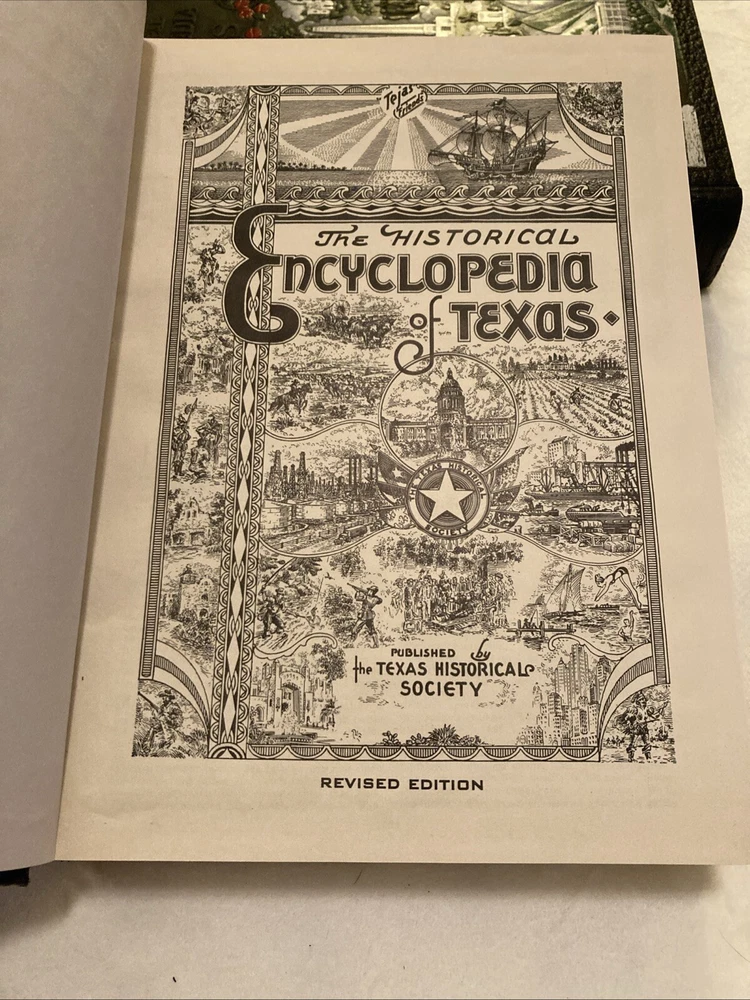 "Tejas"
Friends
The HISTORICAL
ENCYCLOPEDIA
of TEXAS
THE TEXAS HISTORICAL
SOCIETY
PUBLISHED by
the TEXAS HISTORICAL
SOCIETY
REVISED EDITION